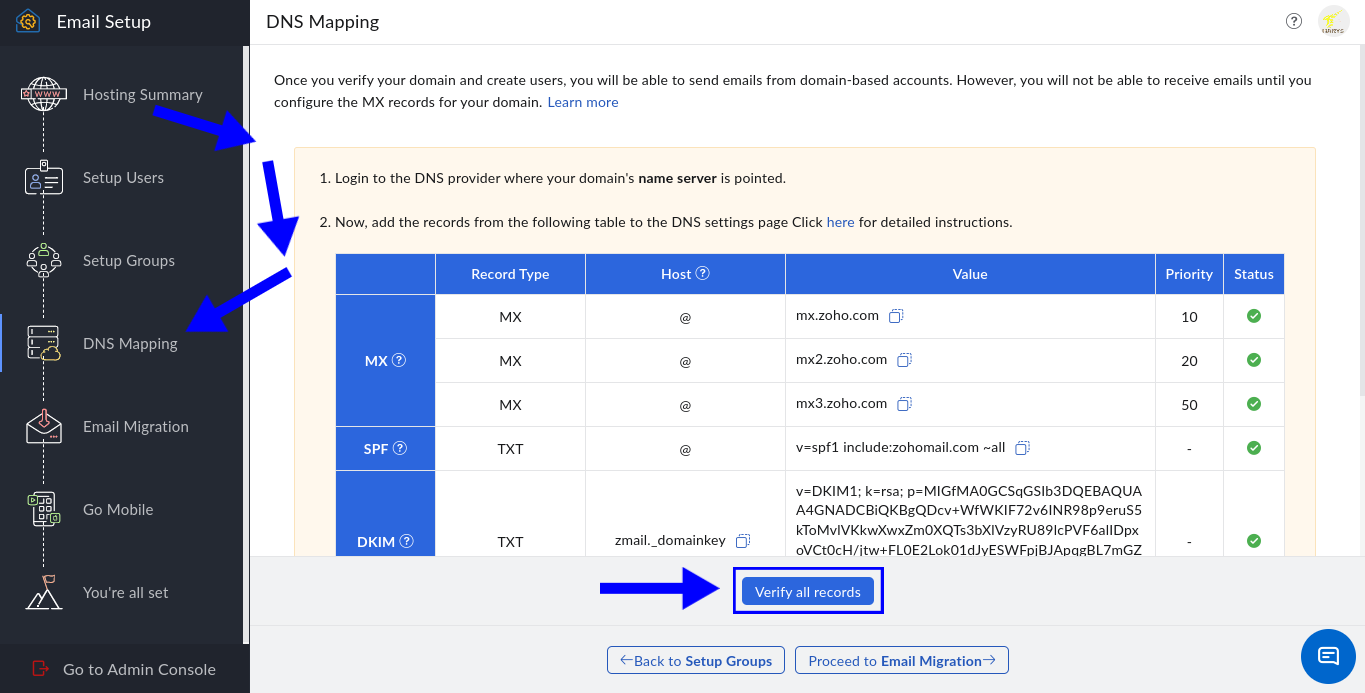 Email Setup
DNS Mapping
WWW
Hosting Summary
Setup Users
Setup Groups
DNS Mapping
Email Migration
Go Mobile
You're all set
Go to Admin Console
Once you verify your domain and create users, you will be able to send emails from domain-based accounts. However, you will not be able to receive emails until you
configure the MX records for your domain. Learn more
1. Login to the DNS provider where your domain's name server is pointed.
2. Now, add the records from the following table to the DNS settings page Click here for detailed instructions.
Record Type Host ? Value Priority Status
MX ?
MX @ mx.zoho.com 10
MX @ mx2.zoho.com 20
MX @ mx3.zoho.com 50
SPF ? TXT @ v=spf1 include:zohomail.com ~all -
DKIM ? TXT zmail._domainkey -
v=DKIM1; k=rsa; p=MIGfMA0GCSqGSIb3DQEBAQUA
A4GNADCBiQKBgQDcv+WfWKIF72v6INR98p9eruS5
kToMvlVKkwXwxZm0XQTs3bXlVzyRU89lcPVF6allDpx
oVCt0cH/jtw+FL0E2Lok01dJyESWFpjBJApqgBL7mGZ
Verify all records
←Back to Setup Groups
Proceed to Email Migration→